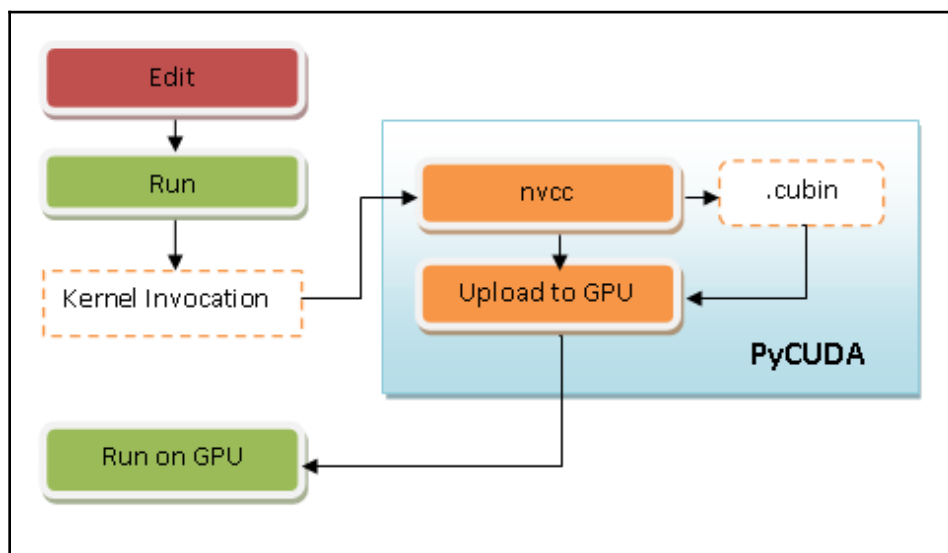 Edit
Run
Kernel Invocation
nvcc
.cubin
Upload to GPU
PyCUDA
Run on GPU